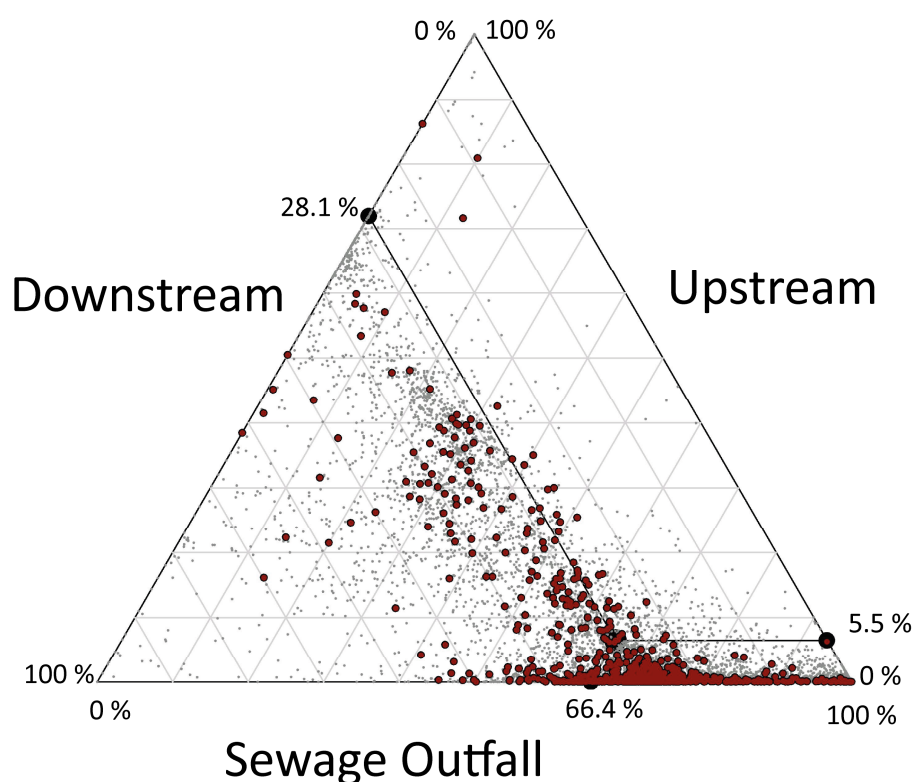 0 % 100 %
28.1 %
Downstream
Upstream
5.5 %
100 %
0 %
0 %
66.4 %
100 %
Sewage Outfall